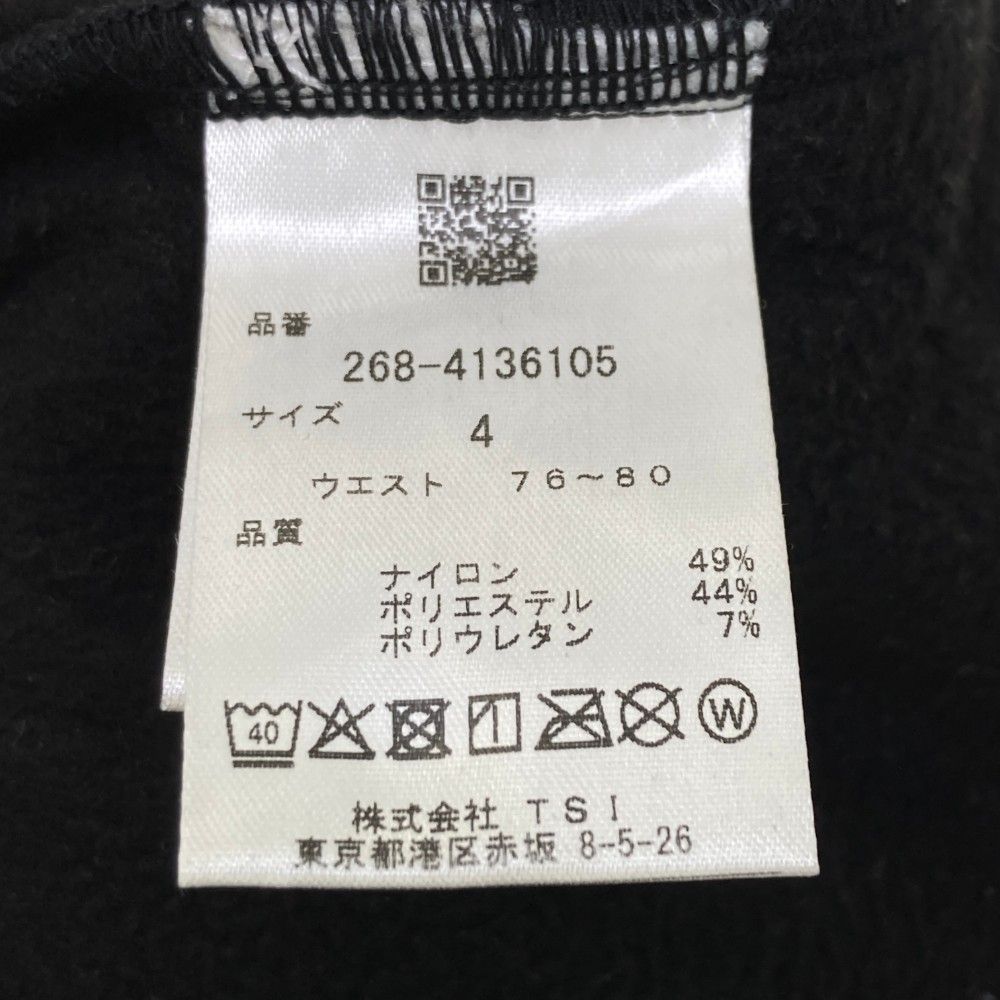 品番
268-4136105
サイズ 4
ウエスト 76~80
品質
ナイロン 49%
ポリエステル 44%
ポリウレタン 7%
40 W
株式会社 TSI
東京都港区赤坂 8-5-26